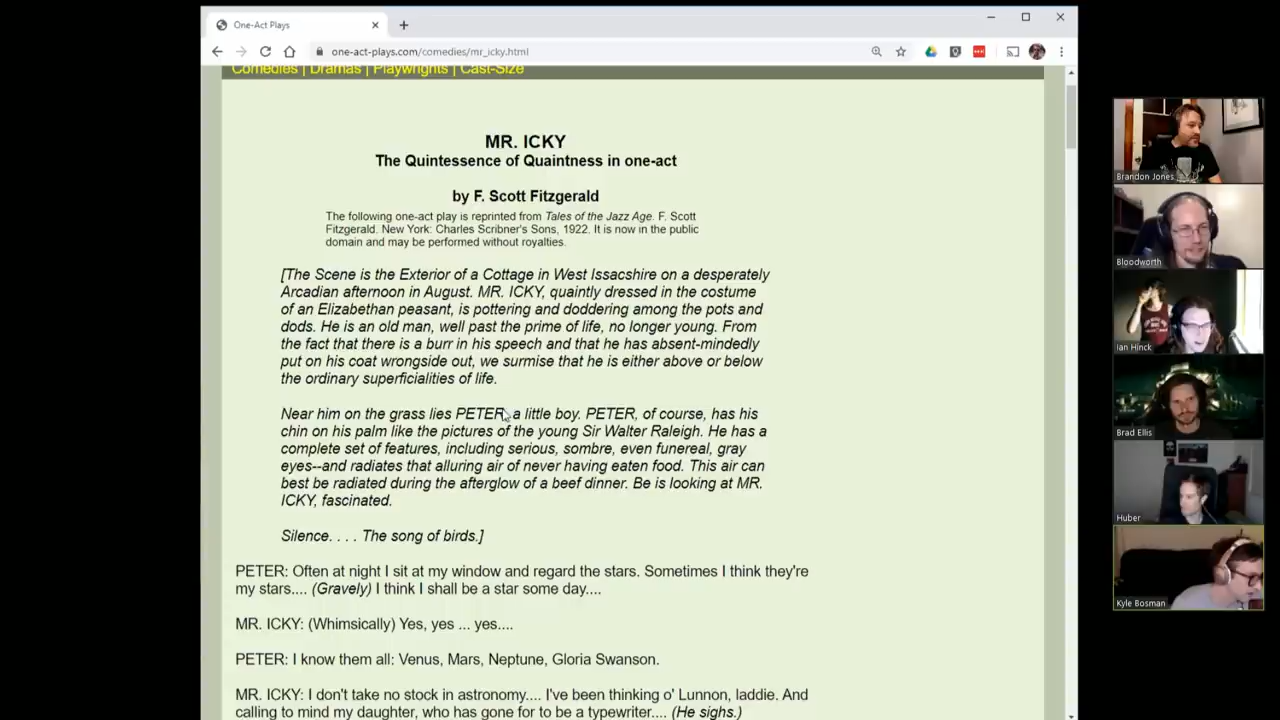 One-Act Plays
one-act-plays.com/comedies/mr_icky.html
Comedies | Dramas | Playwrights | Cast-Size
MR. ICKY
The Quintessence of Quaintness in one-act
by F. Scott Fitzgerald
The following one-act play is reprinted from Tales of the Jazz Age. F. Scott
Fitzgerald. New York: Charles Scribner's Sons, 1922. It is now in the public
domain and may be performed without royalties.
[The Scene is the Exterior of a Cottage in West Issacshire on a desperately
Arcadian afternoon in August. MR. ICKY, quaintly dressed in the costume
of an Elizabethan peasant, is pottering and doddering among the pots and
dods. He is an old man, well past the prime of life, no longer young. From
the fact that there is a burr in his speech and that he has absent-mindedly
put on his coat wrongside out, we surmise that he is either above or below
the ordinary superficialities of life.
Near him on the grass lies PETER, a little boy. PETER, of course, has his
chin on his palm like the pictures of the young Sir Walter Raleigh. He has a
complete set of features, including serious, sombre, even funereal, gray
eyes--and radiates that alluring air of never having eaten food. This air can
best be radiated during the afterglow of a beef dinner. Be is looking at MR.
ICKY, fascinated.
Silence. . . . The song of birds.]
PETER: Often at night I sit at my window and regard the stars. Sometimes I think they're
my stars.... (Gravely) I think I shall be a star some day....
MR. ICKY: (Whimsically) Yes, yes ... yes....
PETER: I know them all: Venus, Mars, Neptune, Gloria Swanson.
MR. ICKY: I don't take no stock in astronomy.... I've been thinking o' Lunnon, laddie. And
calling to mind my daughter, who has gone for to be a typewriter.... (He sighs.)
Brandon Jones
Bloodworth
Ian Hinck
Brad Ellis
Huber
Kyle Bosman